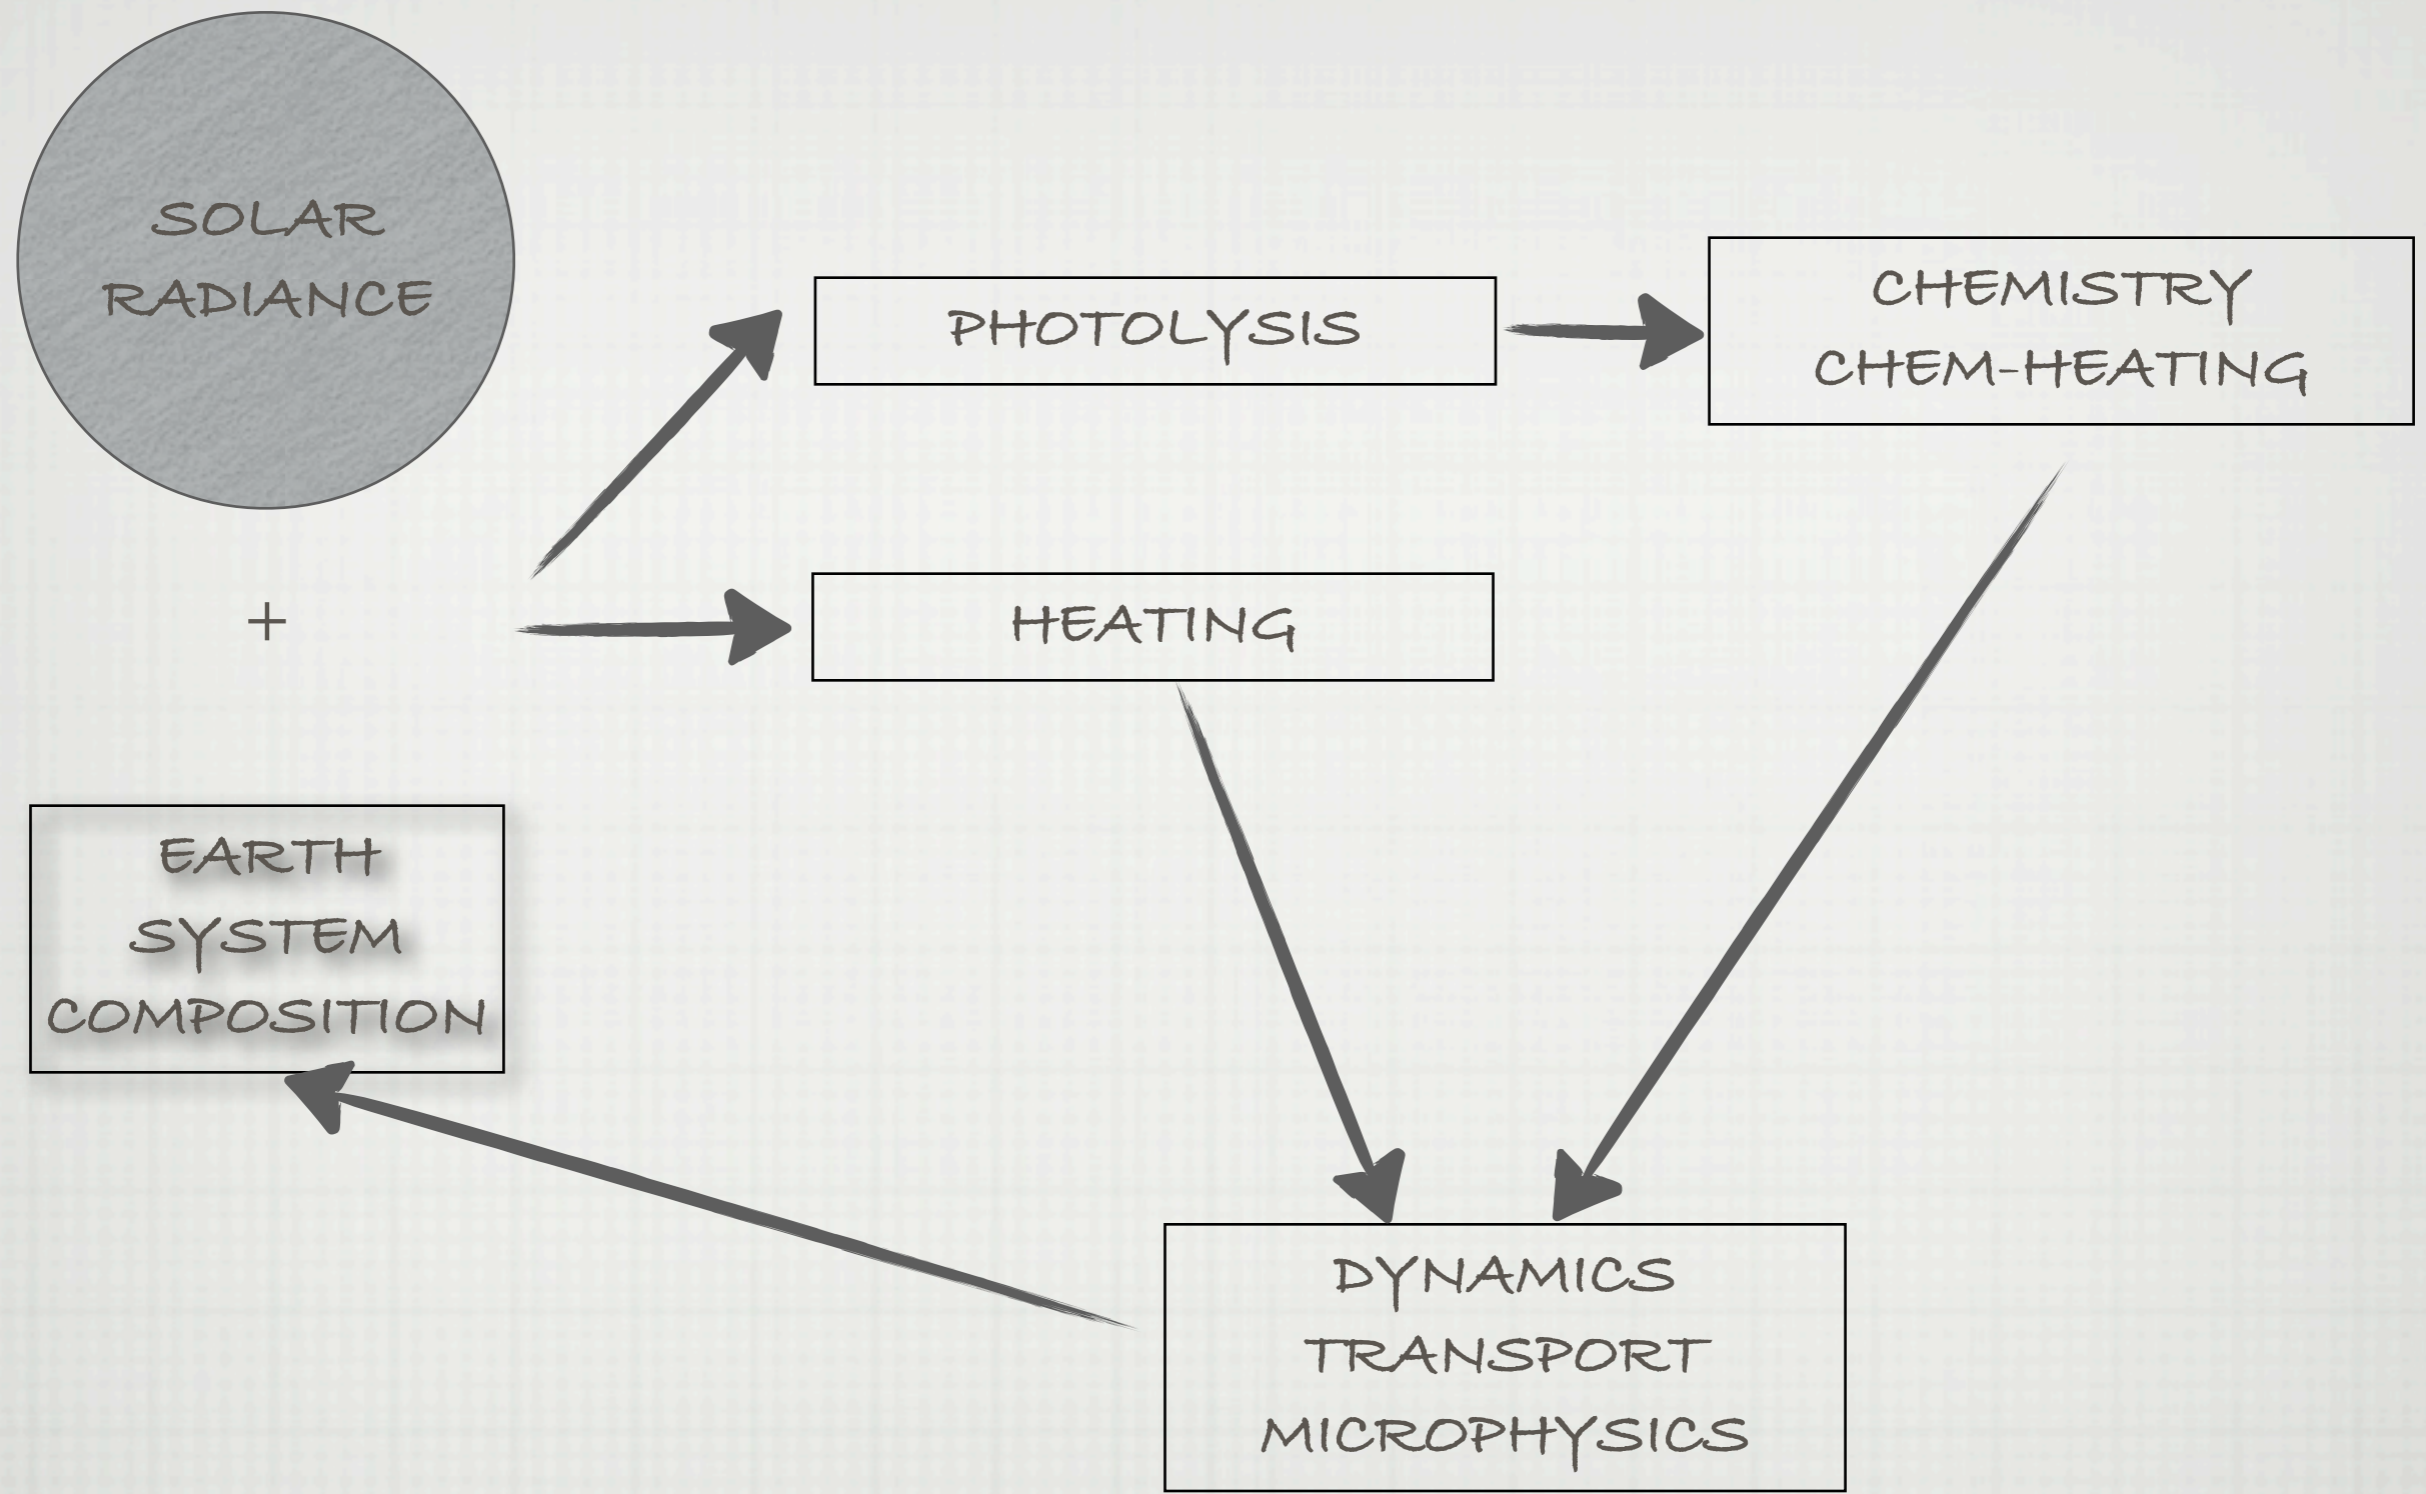 SOLAR
RADIANCE
PHOTOLYSIS
CHEMISTRY
CHEM-HEATING
+
HEATING
EARTH
SYSTEM
COMPOSITION
DYNAMICS
TRANSPORT
MICROPHYSICS